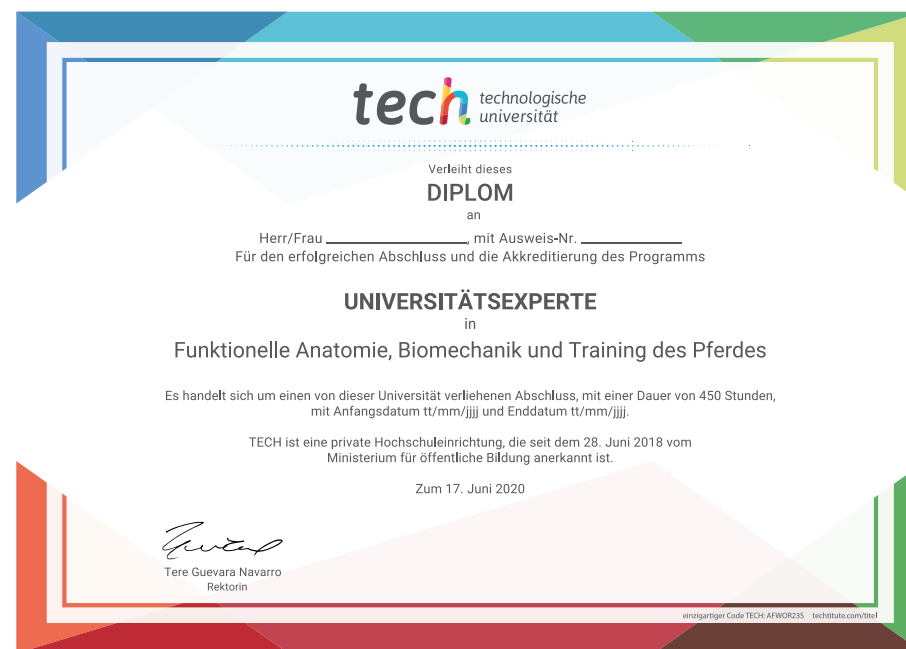 tech technologische
universität
Verleiht dieses
DIPLOM
an
Herr/Frau ____________, mit Ausweis-Nr. ____________
Für den erfolgreichen Abschluss und die Akkreditierung des Programms
UNIVERSITÄTSEXPERTE
in
Funktionelle Anatomie, Biomechanik und Training des Pferdes
Es handelt sich um einen von dieser Universität verliehenen Abschluss, mit einer Dauer von 450 Stunden,
mit Anfangsdatum tt/mm/jjjj und Enddatum tt/mm/jjjj.
TECH ist eine private Hochschuleinrichtung, die seit dem 28. Juni 2018 vom
Ministerium für öffentliche Bildung anerkannt ist.
Zum 17. Juni 2020
Tere Guevara Navarro
Rektorin
einzigartiger Code TECH: AFWOR23S techtitute.com/titel